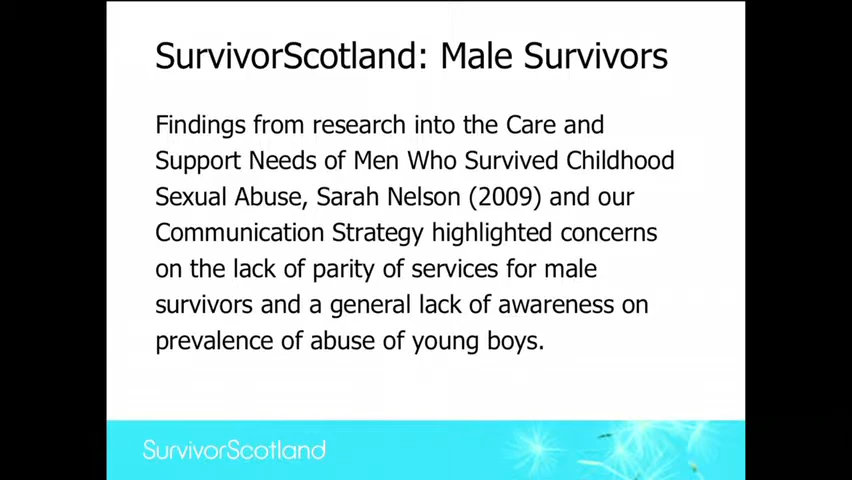 SurvivorScotland: Male Survivors
Findings from research into the Care and
Support Needs of Men Who Survived Childhood
Sexual Abuse, Sarah Nelson (2009) and our
Communication Strategy highlighted concerns
on the lack of parity of services for male
survivors and a general lack of awareness on
prevalence of abuse of young boys.
SurvivorScotland